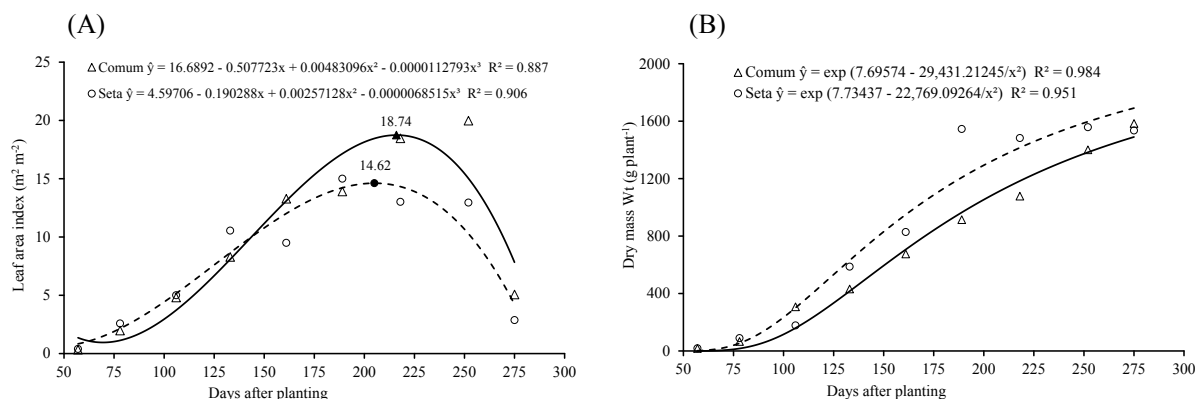 (A)
25
20
15
10
5
0
Leaf area index (m² m⁻²)
Comum ŷ = 16.6892 - 0.507723x + 0.00483096x² - 0.0000112793x³ R² = 0.887
Seta ŷ = 4.59706 - 0.190288x + 0.00257128x² - 0.0000068515x³ R² = 0.906
18.74
14.62
50 75 100 125 150 175 200 225 250 275 300
Days after planting
(B)
2000
1600
1200
800
400
0
Dry mass Wt (g plant⁻¹)
Comum ŷ = exp (7.69574 - 29,431.21245/x²) R² = 0.984
Seta ŷ = exp (7.73437 - 22,769.09264/x²) R² = 0.951
50 75 100 125 150 175 200 225 250 275 300
Days after planting